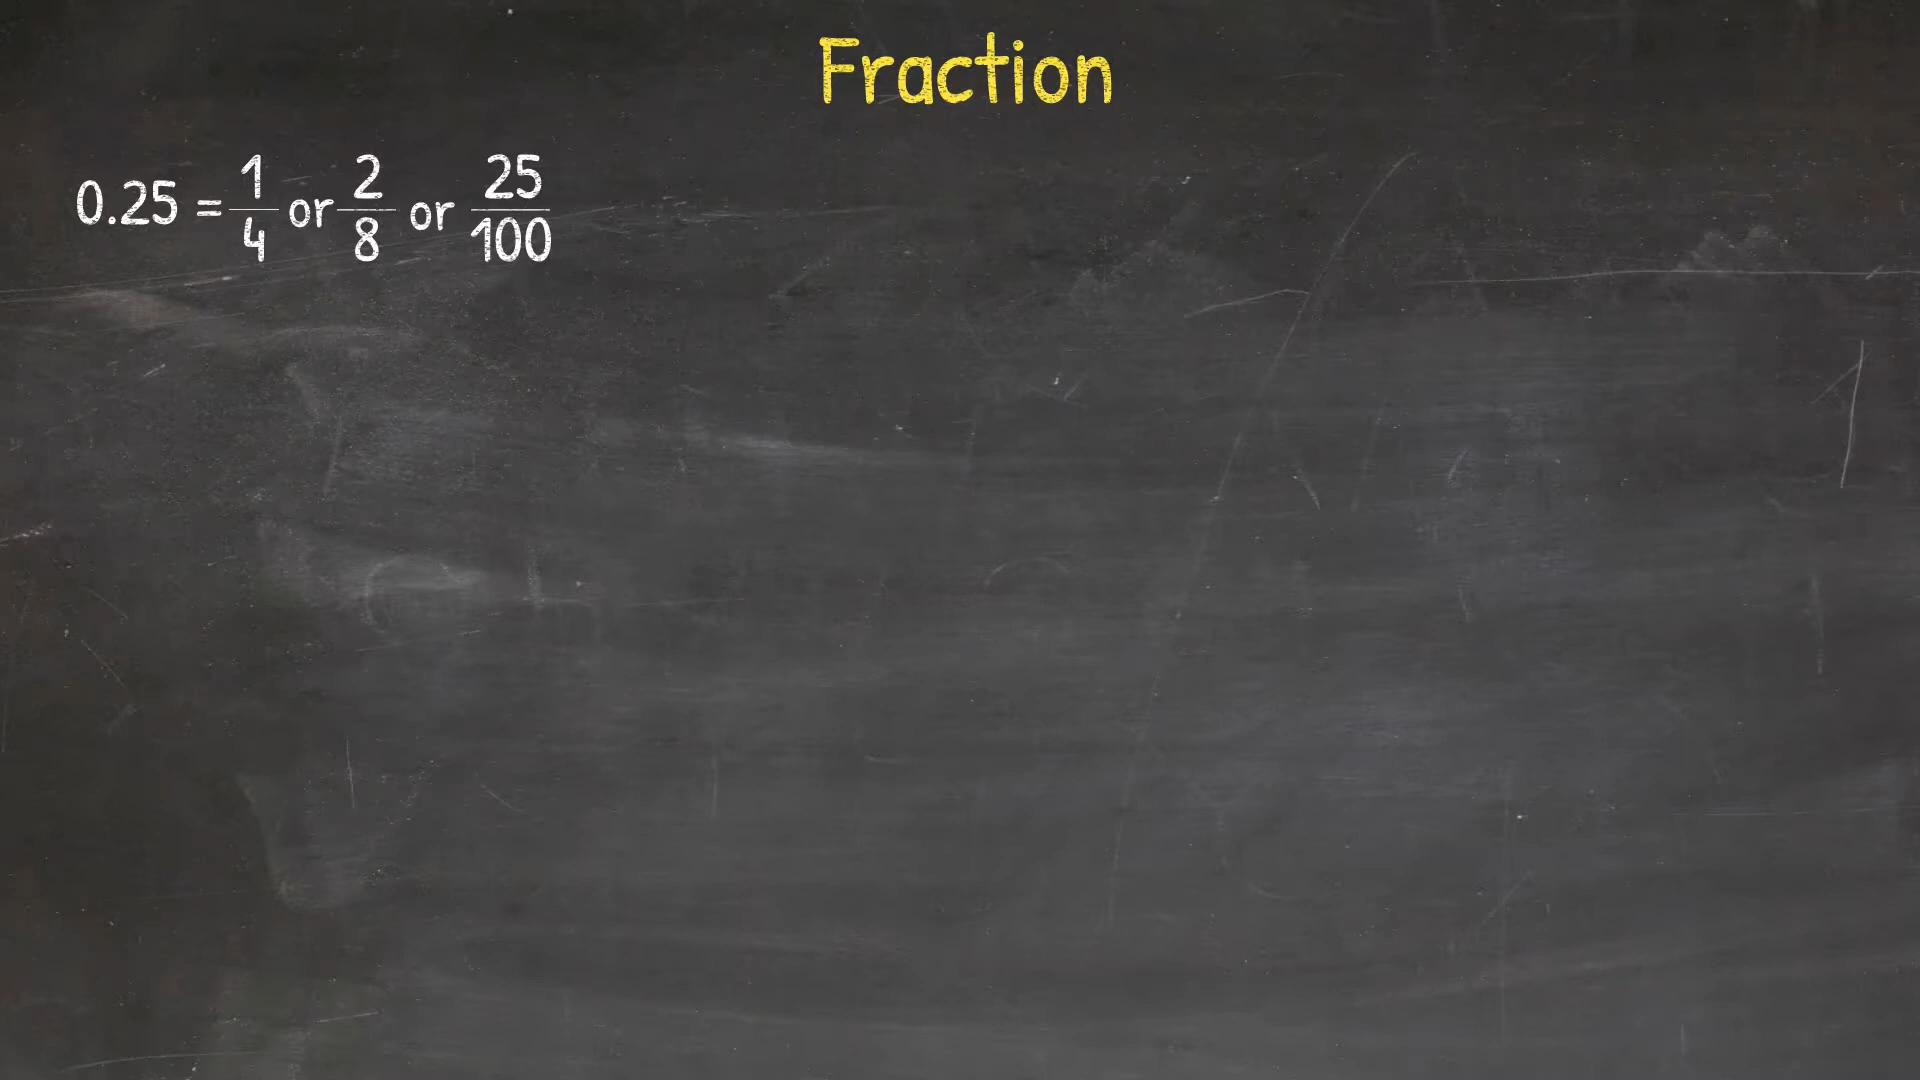 Fraction
0.25 = 1/4 or 2/8 or 25/100